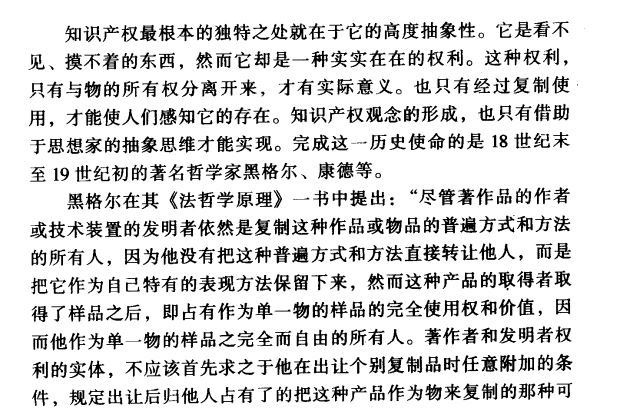 知识产权最根本的独特之处就在于它的高度抽象性。它是看不
见、摸不着的东西，然而它却是一种实实在在的权利。这种权利，
只有与物的所有权分离开来，才有实际意义。也只有经过复制使
用，才能使人们感知它的存在。知识产权观念的形成，也只有借助
于思想家的抽象思维才能实现。完成这一历史使命的是 18 世纪末
至 19 世纪初的著名哲学家黑格尔、康德等。
黑格尔在其《法哲学原理》一书中提出：“尽管著作品的作者
或技术装置的发明者依然是复制这种作品或物品的普遍方式和方法
的所有人，因为他没有把这种普遍方式和方法直接转让他人，而是
把它作为自己特有的表现方法保留下来，然而这种产品的取得者取
得了样品之后，即占有作为单一物的样品的完全使用权和价值，因
而他作为单一物的样品之完全而自由的所有人。著作者和发明者权
利的实体，不应该首先求之于他在出让个别复制品时任意附加的条
件，规定出让后归他人占有了的把这种产品作为物来复制的那种可